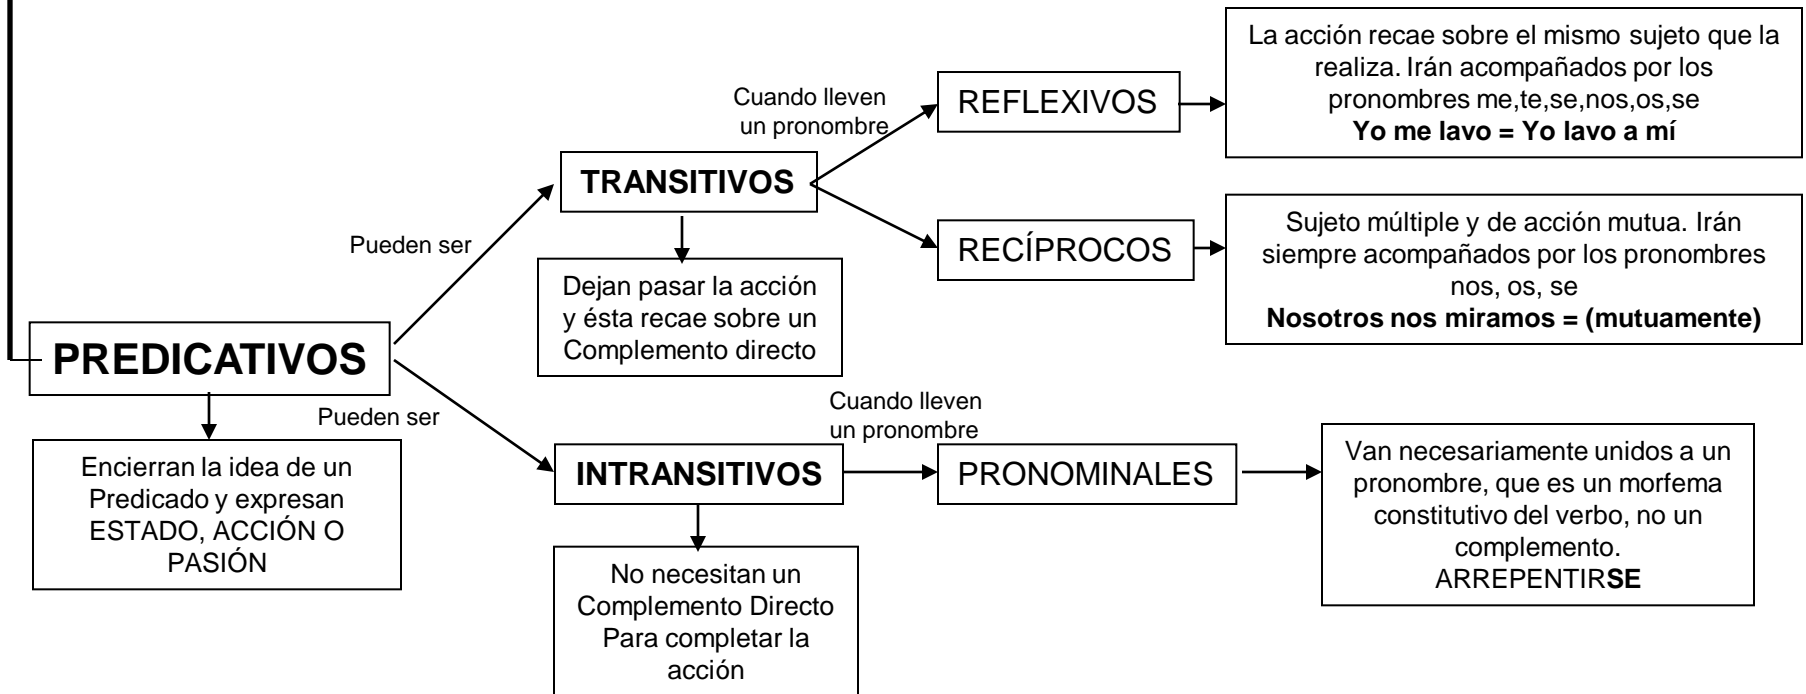 PREDICATIVOS
Encierran la idea de un
Predicado y expresan
ESTADO, ACCIÓN O
PASIÓN
Pueden ser
TRANSITIVOS
Dejan pasar la acción
y ésta recae sobre un
Complemento directo
Cuando lleven
un pronombre
REFLEXIVOS
La acción recae sobre el mismo sujeto que la
realiza. Irán acompañados por los
pronombres me,te,se,nos,os,se
Yo me lavo = Yo lavo a mí
RECÍPROCOS
Sujeto múltiple y de acción mutua. Irán
siempre acompañados por los pronombres
nos, os, se
Nosotros nos miramos = (mutuamente)
Pueden ser
INTRANSITIVOS
No necesitan un
Complemento Directo
Para completar la
acción
Cuando lleven
un pronombre
PRONOMINALES
Van necesariamente unidos a un
pronombre, que es un morfema
constitutivo del verbo, no un
complemento.
ARREPENTIRSE